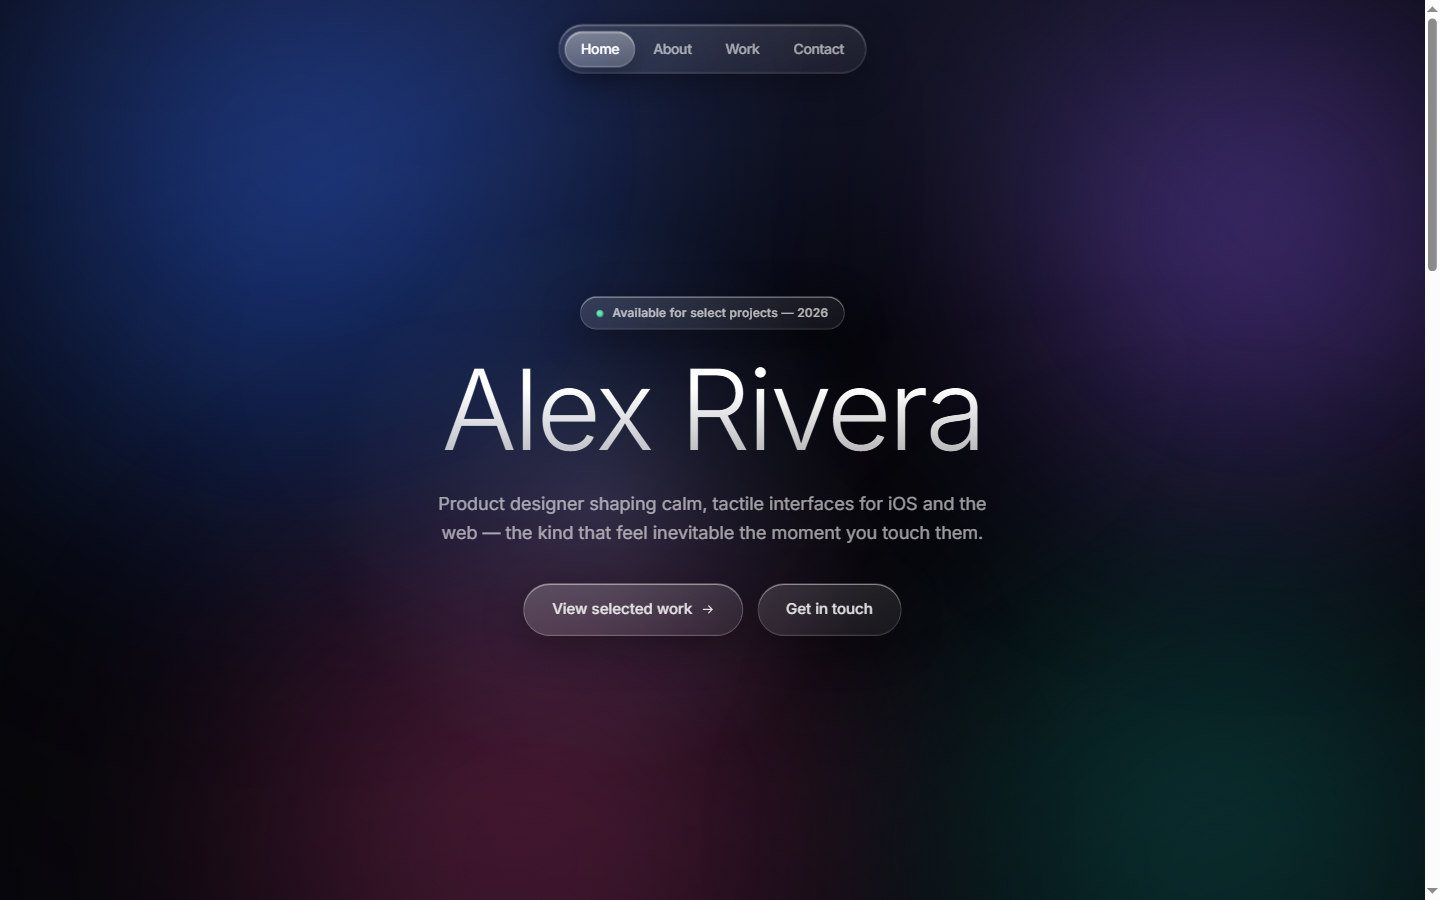 Home About Work Contact
Available for select projects — 2026
Alex Rivera
Product designer shaping calm, tactile interfaces for iOS and the
web — the kind that feel inevitable the moment you touch them.
View selected work → Get in touch